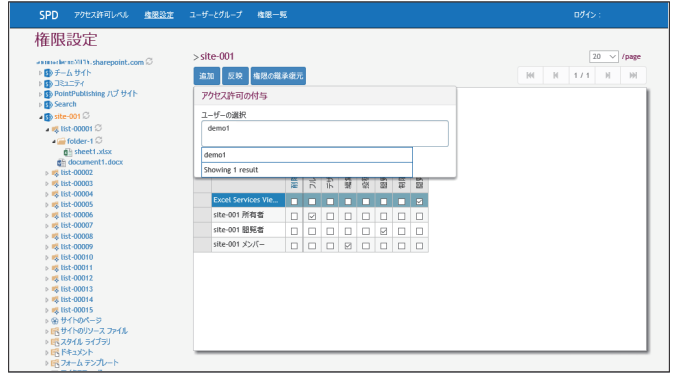 SPD アクセス許可レベル 権限設定 ユーザーとグループ 権限一覧 ログイン :
権限設定
.sharepoint.com
チーム サイト
コミュニティ
PointPublishing ハブ サイト
Search
site-001
list-00001
folder-1
sheet1.xlsx
document1.docx
list-00002
list-00003
list-00004
list-00005
list-00006
list-00007
list-00008
list-00009
list-00010
list-00011
list-00012
list-00013
list-00014
list-00015
サイトのページ
サイトのリソース ファイル
スタイル ライブラリ
ドキュメント
フォーム テンプレート
>site-001
20 /page
追加 反映 権限の継承復元
1 / 1
アクセス許可の付与
ユーザーの選択
demo1
demo1
Showing 1 result
Excel Services Vie...
site-001 所有者
site-001 閲覧者
site-001 メンバー